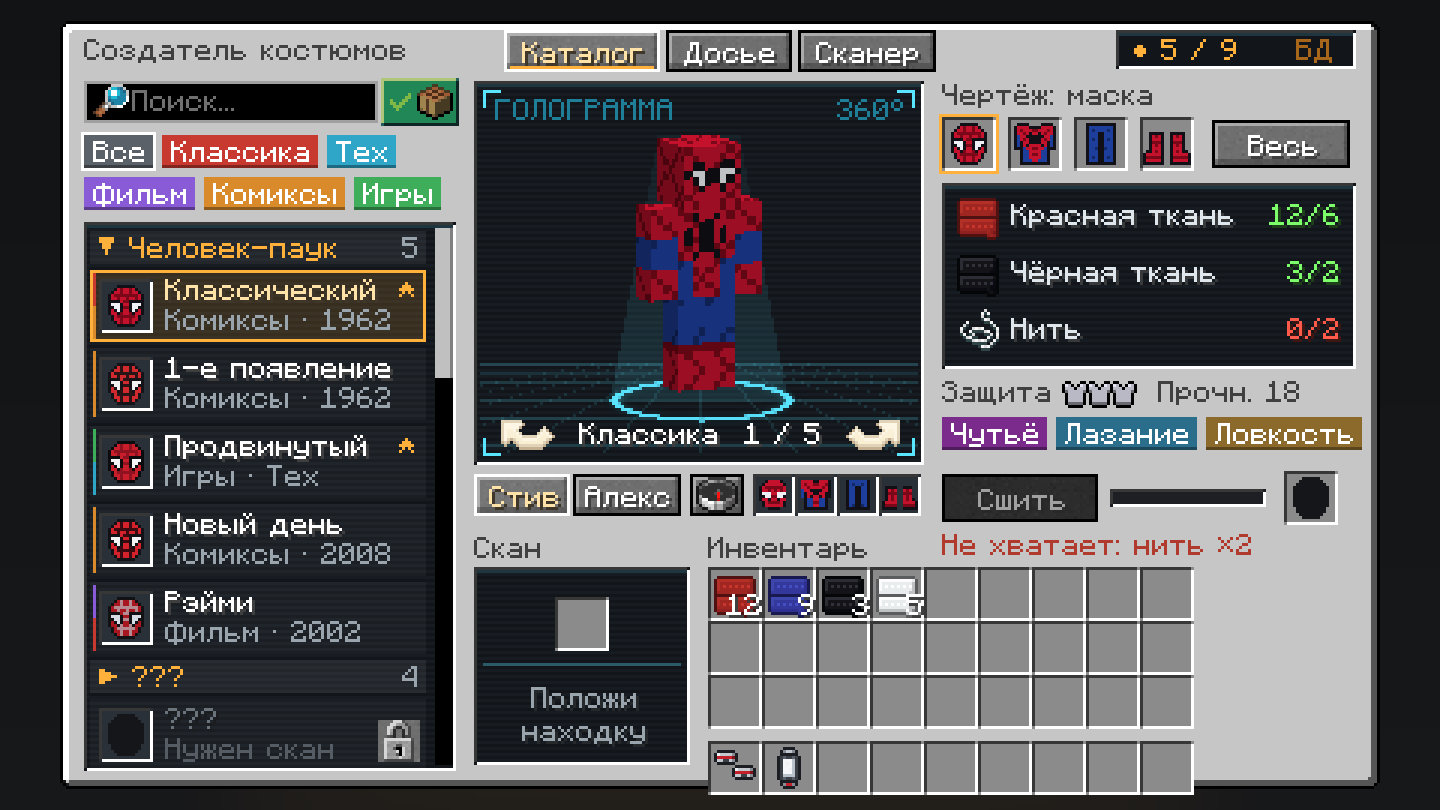 Создатель костюмов
Каталог
Досье
Сканер
5 / 9 БД
Поиск...
Все
Классика
Тех
Фильм
Комиксы
Игры
Человек-паук 5
Классический
Комиксы · 1962
1-е появление
Комиксы · 1962
Продвинутый
Игры · Тех
Новый день
Комиксы · 2008
Рэйми
Фильм · 2002
??? 4
???
Нужен скан
ГОЛОГРАММА 360°
Классика 1 / 5
Стив
Алекс
Скан
Положи
находку
Инвентарь
12
9
3
5
Чертёж: маска
Весь
Красная ткань 12/6
Чёрная ткань 3/2
Нить 0/2
Защита Прочн. 18
Чутьё
Лазание
Ловкость
Сшить
Не хватает: нить ×2